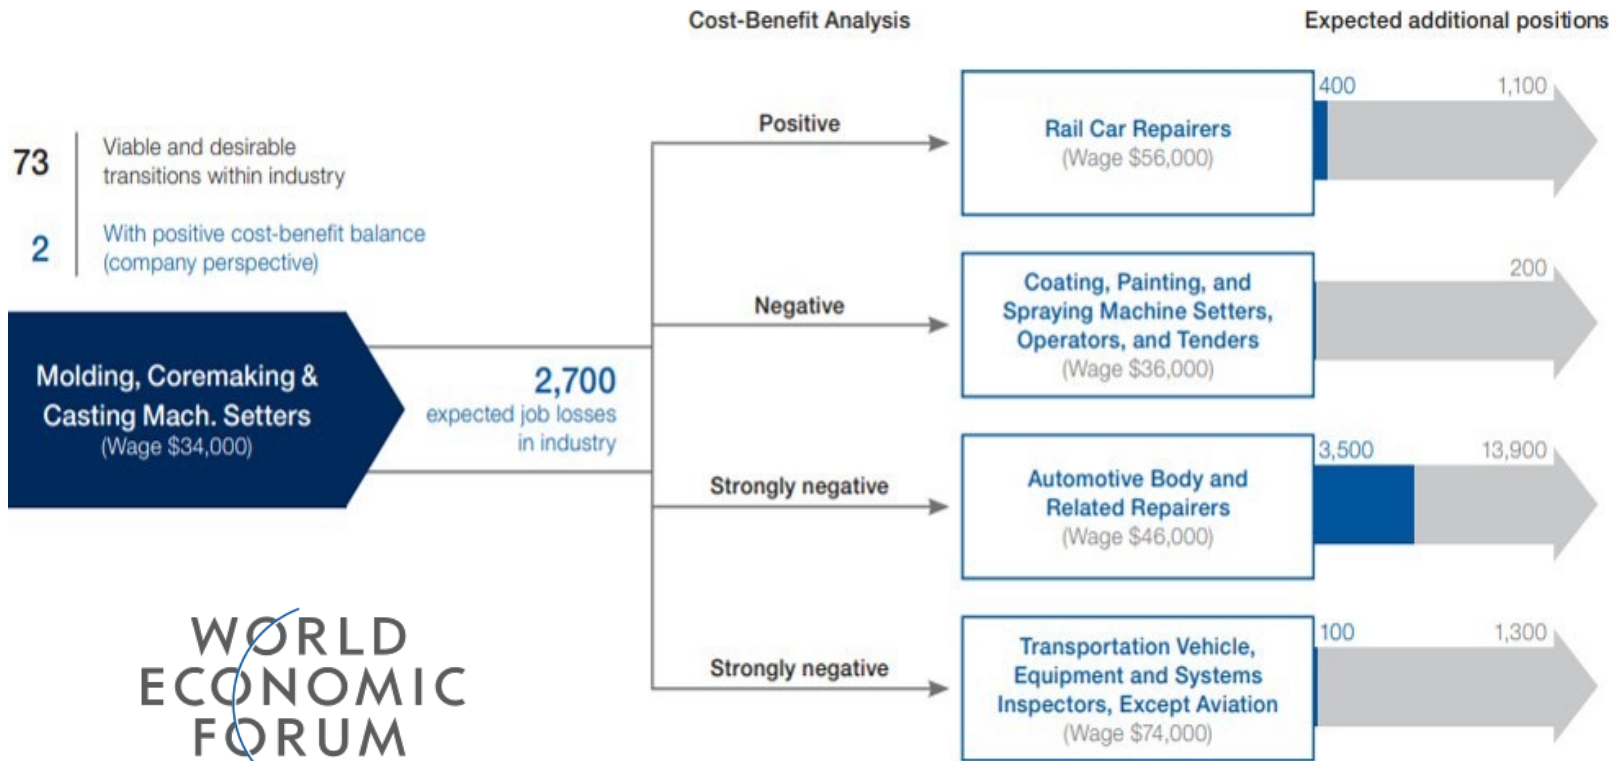 Cost-Benefit Analysis
Expected additional positions
73
Viable and desirable
transitions within industry
2
With positive cost-benefit balance
(company perspective)
Molding, Coremaking &
Casting Mach. Setters
(Wage $34,000)
2,700
expected job losses
in industry
Positive
Rail Car Repairers
(Wage $56,000)
400
1,100
Negative
Coating, Painting, and
Spraying Machine Setters,
Operators, and Tenders
(Wage $36,000)
200
Strongly negative
Automotive Body and
Related Repairers
(Wage $46,000)
3,500
13,900
Strongly negative
Transportation Vehicle,
Equipment and Systems
Inspectors, Except Aviation
(Wage $74,000)
100
1,300
WORLD
ECONOMIC
FORUM